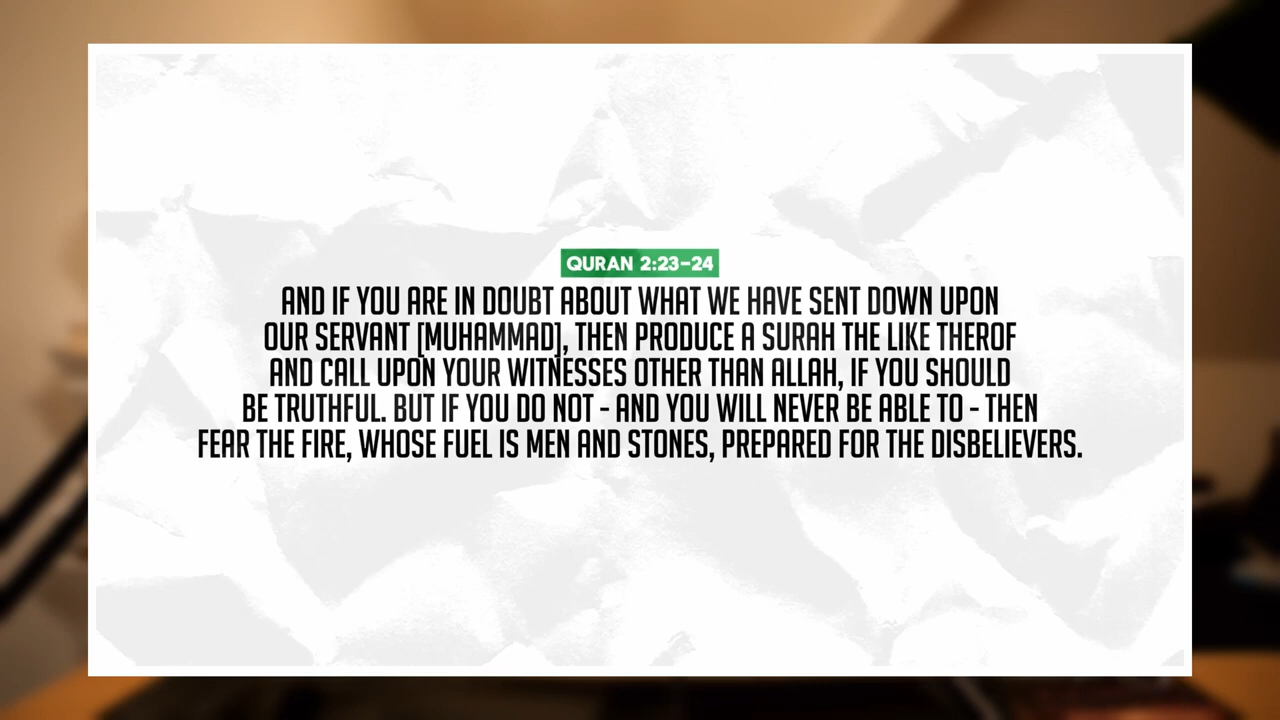 QURAN 2:23-24
AND IF YOU ARE IN DOUBT ABOUT WHAT WE HAVE SENT DOWN UPON
OUR SERVANT [MUHAMMAD], THEN PRODUCE A SURAH THE LIKE THEROF
AND CALL UPON YOUR WITNESSES OTHER THAN ALLAH, IF YOU SHOULD
BE TRUTHFUL. BUT IF YOU DO NOT - AND YOU WILL NEVER BE ABLE TO - THEN
FEAR THE FIRE, WHOSE FUEL IS MEN AND STONES, PREPARED FOR THE DISBELIEVERS.